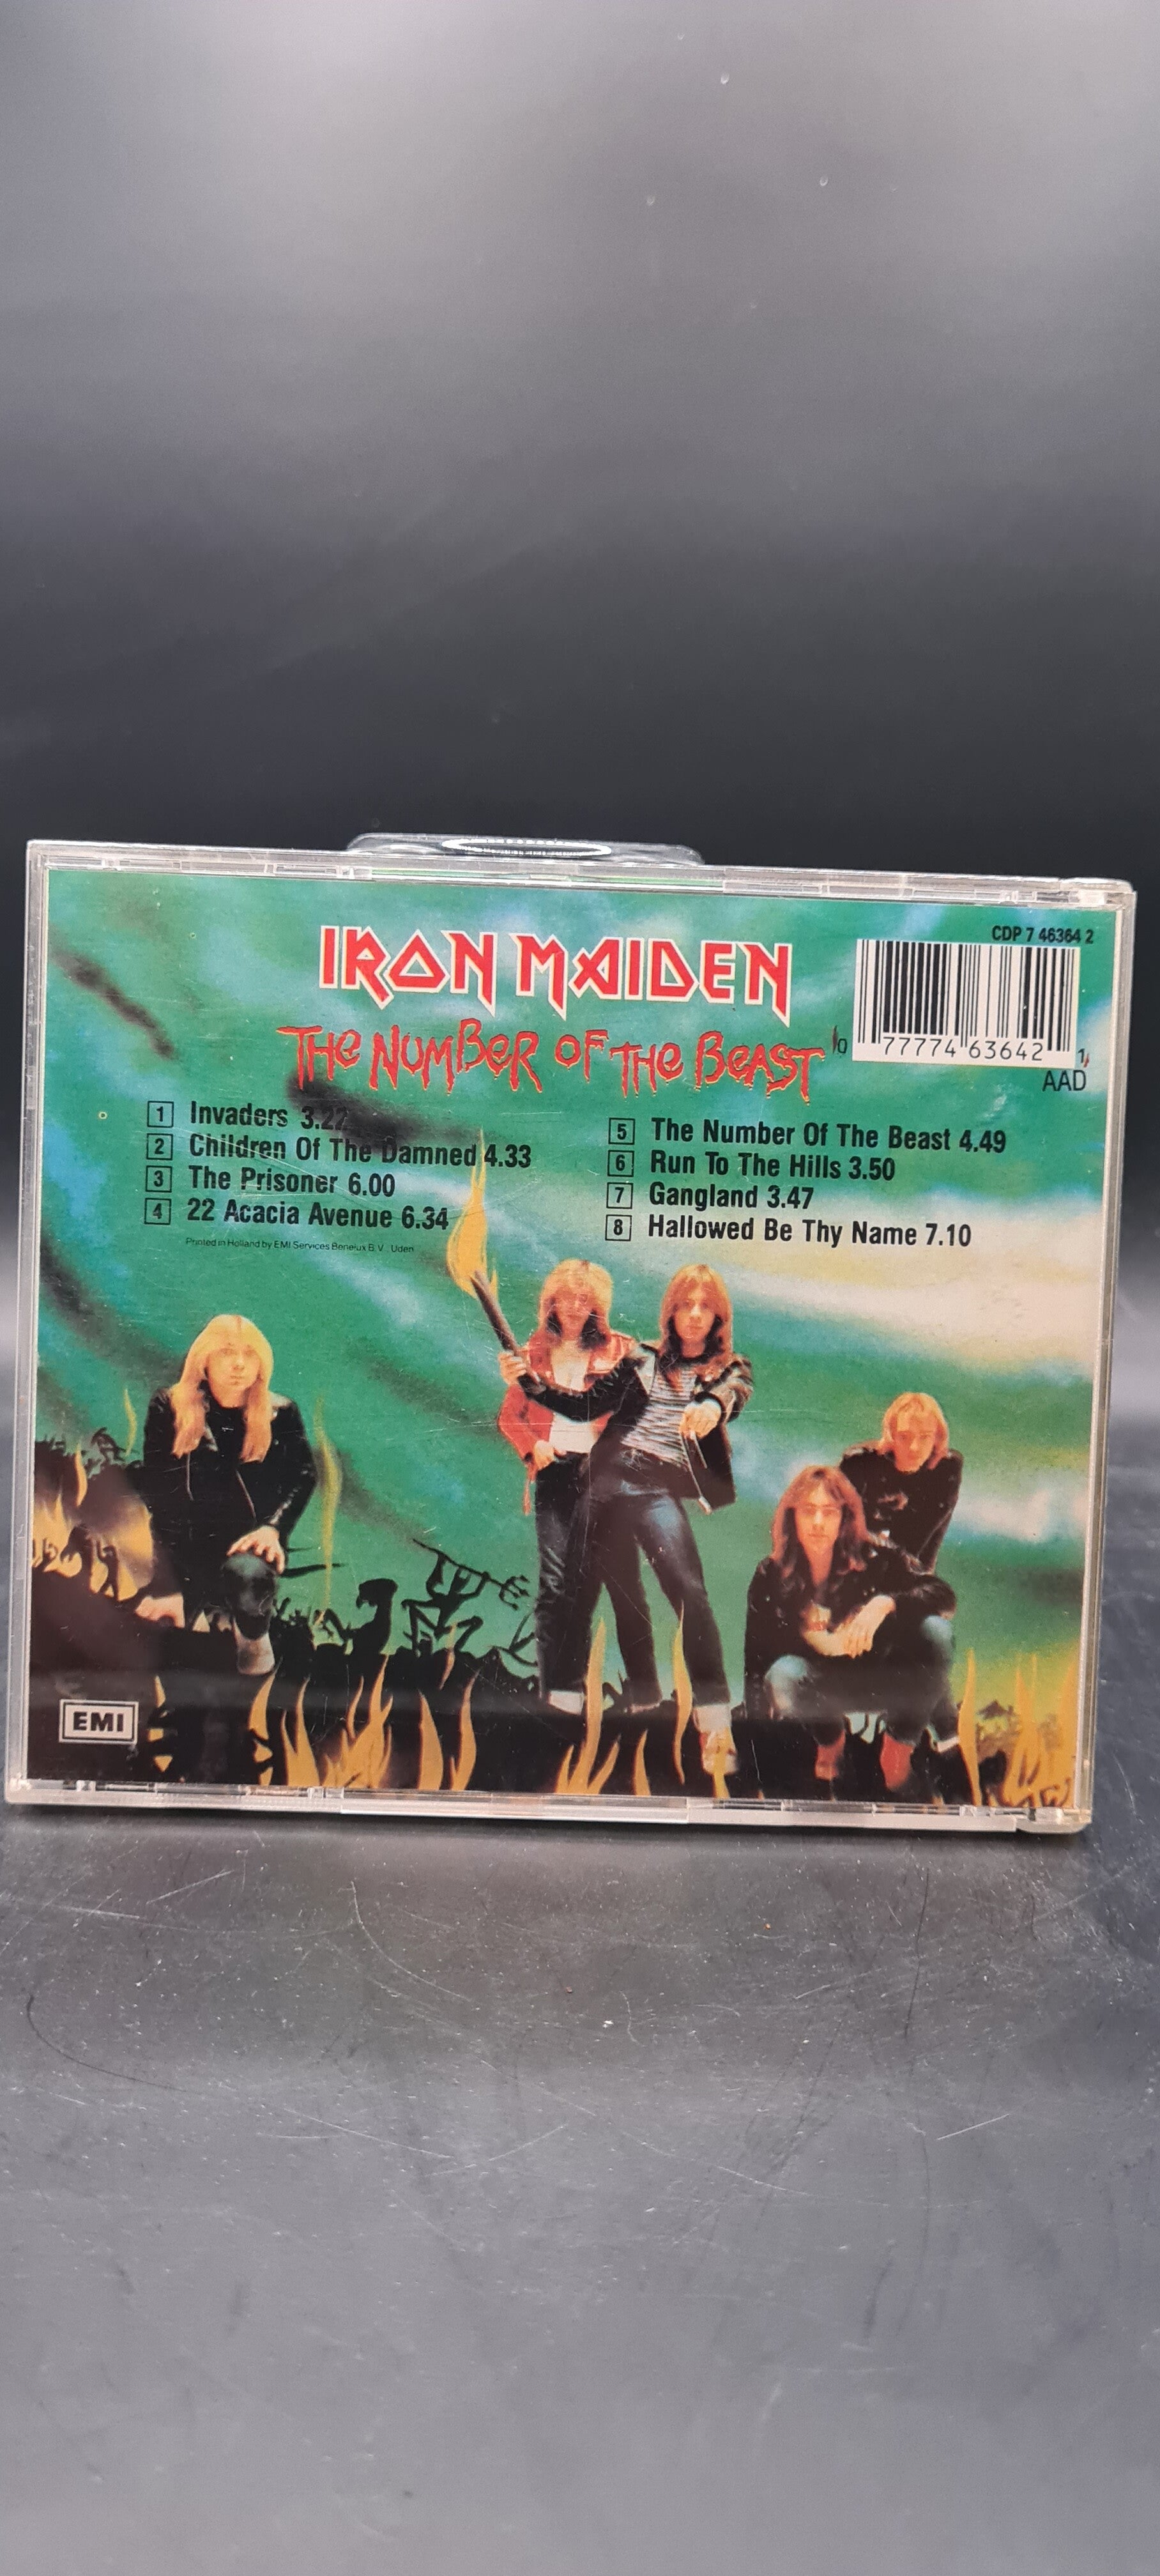 IRON MAIDEN
THE NUMBER OF THE BEAST
CDP 7 46364 2
0 77774 63642 1
AAD
1 Invaders 3.22
2 Children Of The Damned 4.33
3 The Prisoner 6.00
4 22 Acacia Avenue 6.34
Printed in Holland by EMI Services Benelux B.V., Uden
5 The Number Of The Beast 4.49
6 Run To The Hills 3.50
7 Gangland 3.47
8 Hallowed Be Thy Name 7.10
EMI